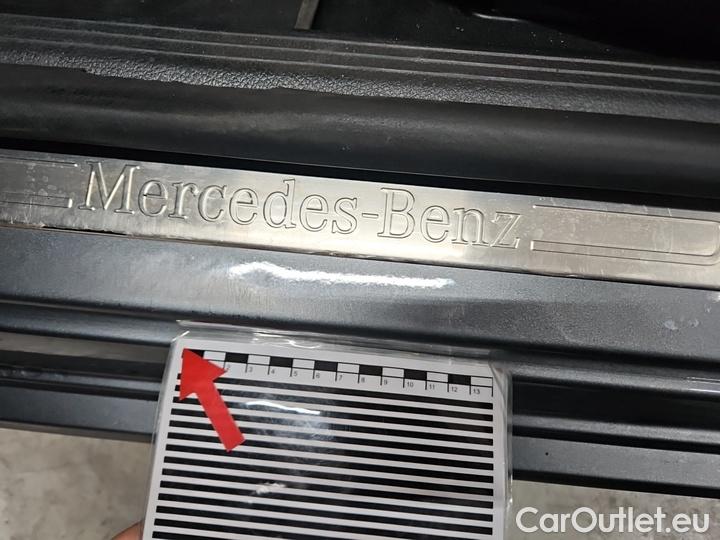 Mercedes-Benz
2 3 4 5 6 7 8 9 10 11 12 13
CarOutlet.eu